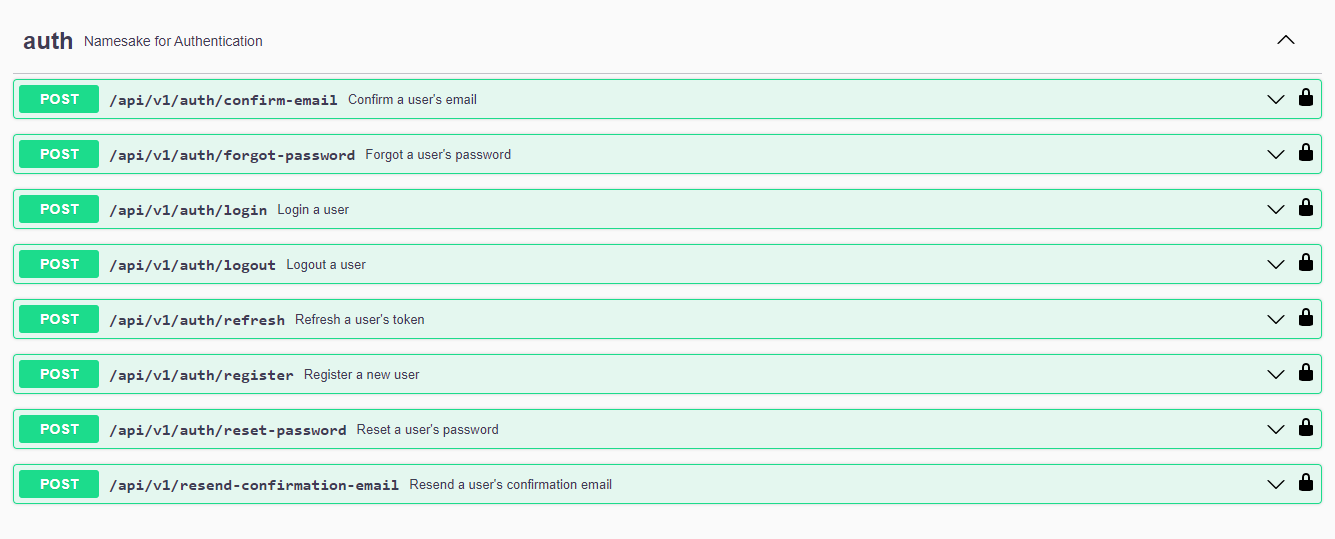 auth Namesake for Authentication
POST /api/v1/auth/confirm-email Confirm a user's email
POST /api/v1/auth/forgot-password Forgot a user's password
POST /api/v1/auth/login Login a user
POST /api/v1/auth/logout Logout a user
POST /api/v1/auth/refresh Refresh a user's token
POST /api/v1/auth/register Register a new user
POST /api/v1/auth/reset-password Reset a user's password
POST /api/v1/resend-confirmation-email Resend a user's confirmation email